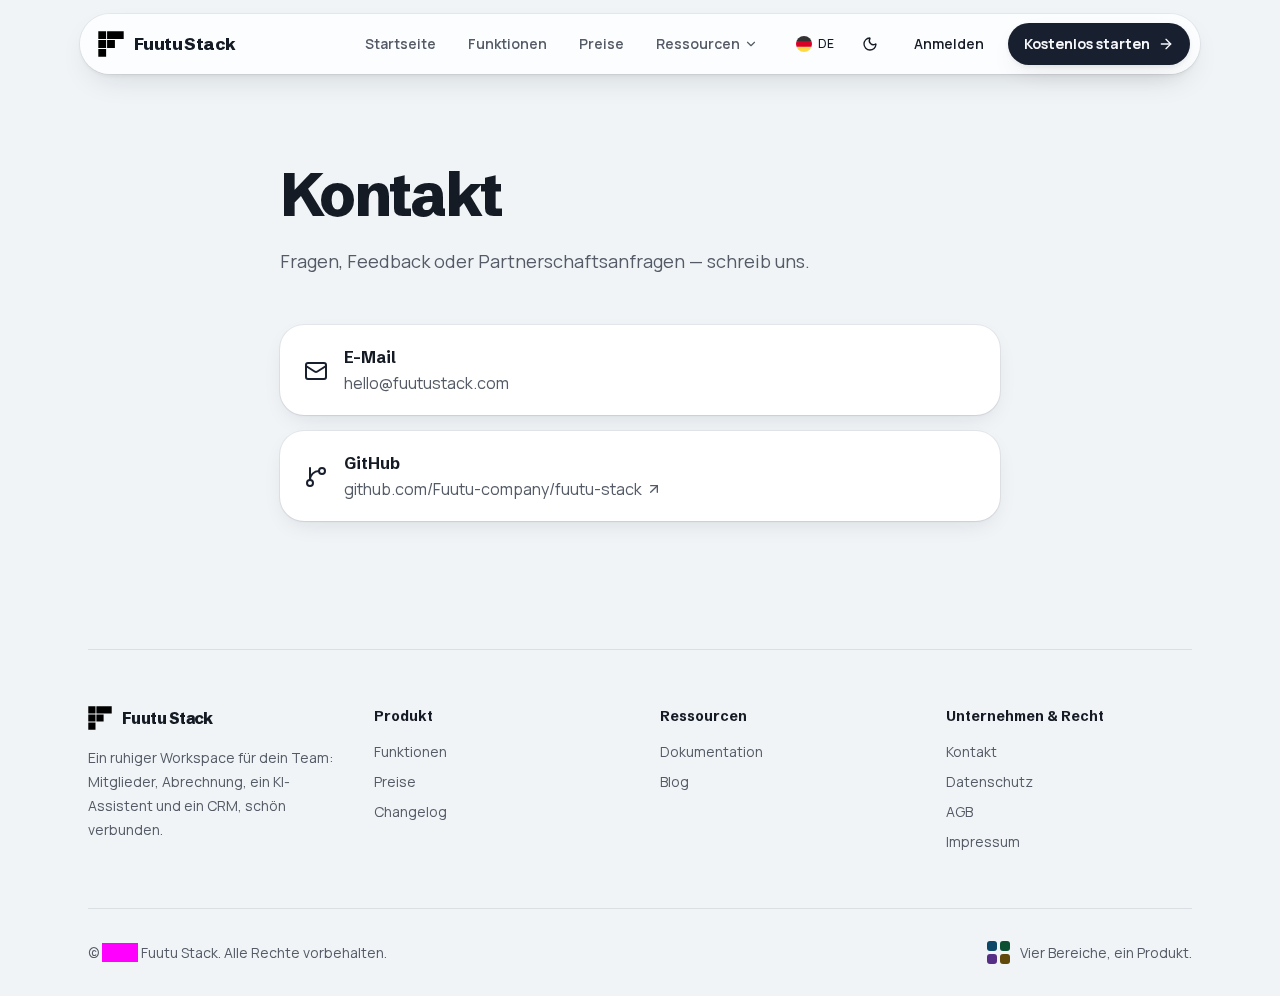 FuutuStack
Startseite
Funktionen
Preise
Ressourcen
DE
Anmelden
Kostenlos starten
Kontakt
Fragen, Feedback oder Partnerschaftsanfragen — schreib uns.
E-Mail
hello@fuutustack.com
GitHub
github.com/Fuutu-company/fuutu-stack
Fuutu Stack
Ein ruhiger Workspace für dein Team:
Mitglieder, Abrechnung, ein KI-
Assistent und ein CRM, schön
verbunden.
Produkt
Funktionen
Preise
Changelog
Ressourcen
Dokumentation
Blog
Unternehmen & Recht
Kontakt
Datenschutz
AGB
Impressum
© Fuutu Stack. Alle Rechte vorbehalten.
Vier Bereiche, ein Produkt.